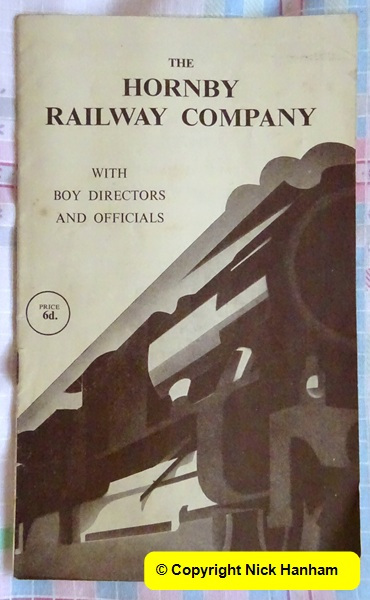 THE
HORNBY
RAILWAY COMPANY
WITH
BOY DIRECTORS
AND OFFICIALS
PRICE
6d.
© Copyright Nick Hanham